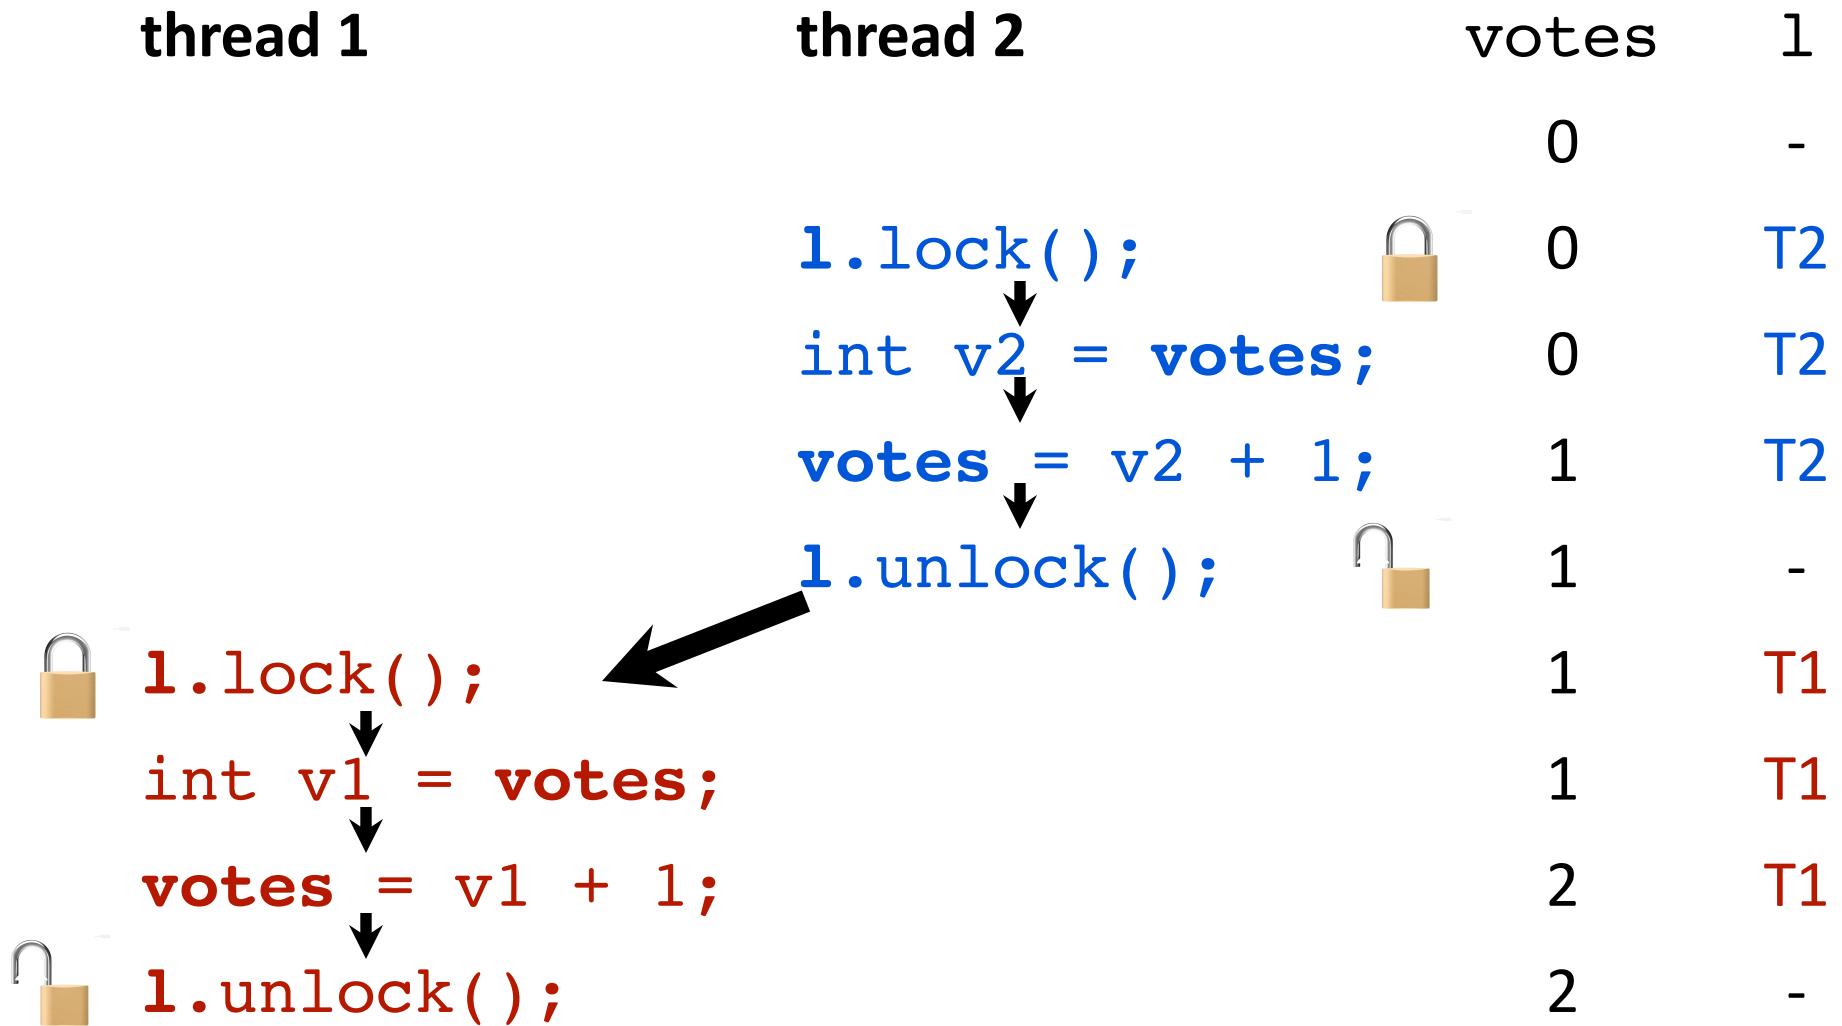 thread 1 thread 2 votes l
0 -
l.lock(); 0 T2
int v2 = votes; 0 T2
votes = v2 + 1; 1 T2
l.unlock(); 1 -
l.lock(); 1 T1
int v1 = votes; 1 T1
votes = v1 + 1; 2 T1
l.unlock(); 2 -